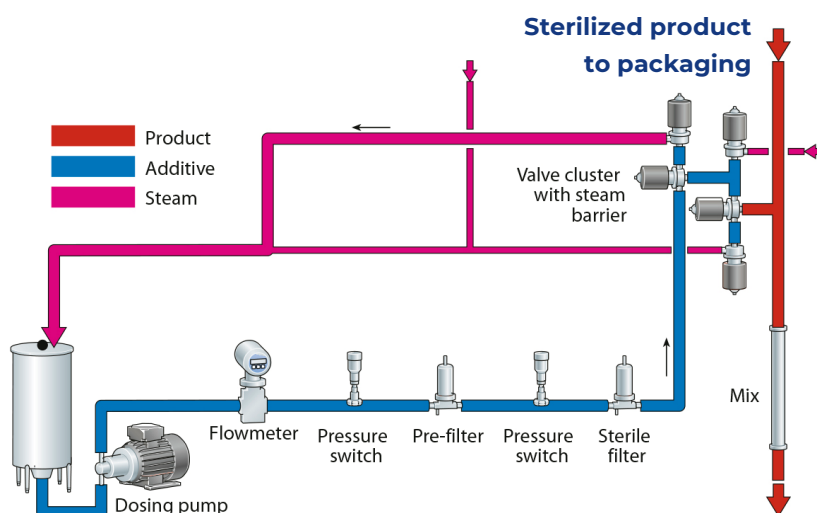 Sterilized product
to packaging
Product
Additive
Steam
Valve cluster
with steam
barrier
Flowmeter
Pressure
switch
Pre-filter
Pressure
switch
Sterile
filter
Mix
Dosing pump